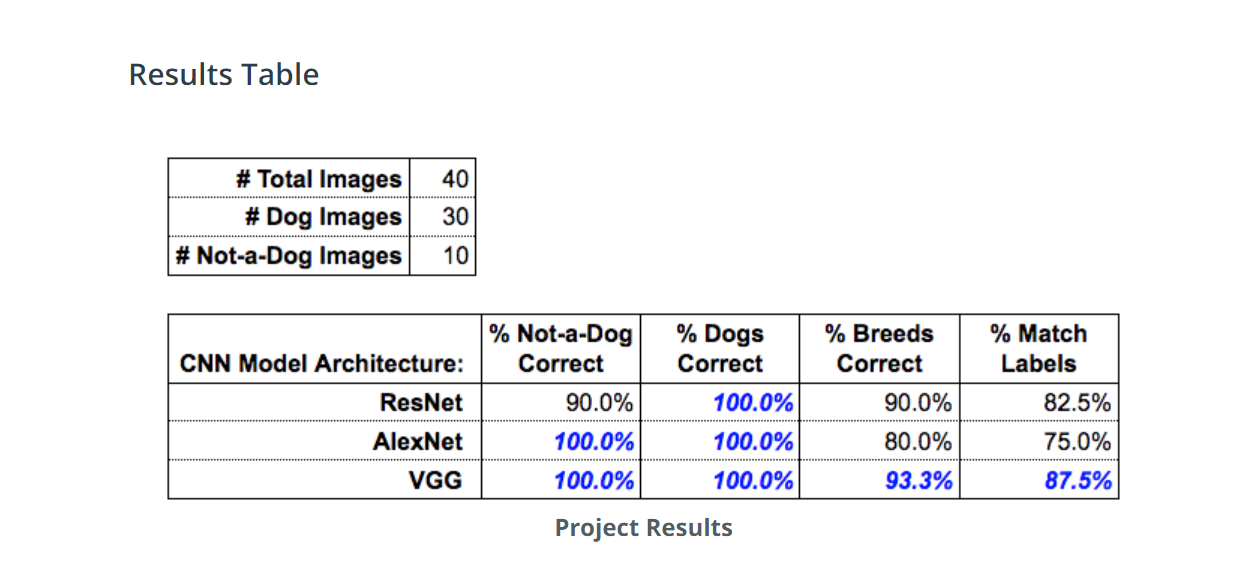 Results Table
# Total Images 40
# Dog Images 30
# Not-a-Dog Images 10
% Not-a-Dog % Dogs % Breeds % Match
CNN Model Architecture: Correct Correct Correct Labels
ResNet 90.0% 100.0% 90.0% 82.5%
AlexNet 100.0% 100.0% 80.0% 75.0%
VGG 100.0% 100.0% 93.3% 87.5%
Project Results